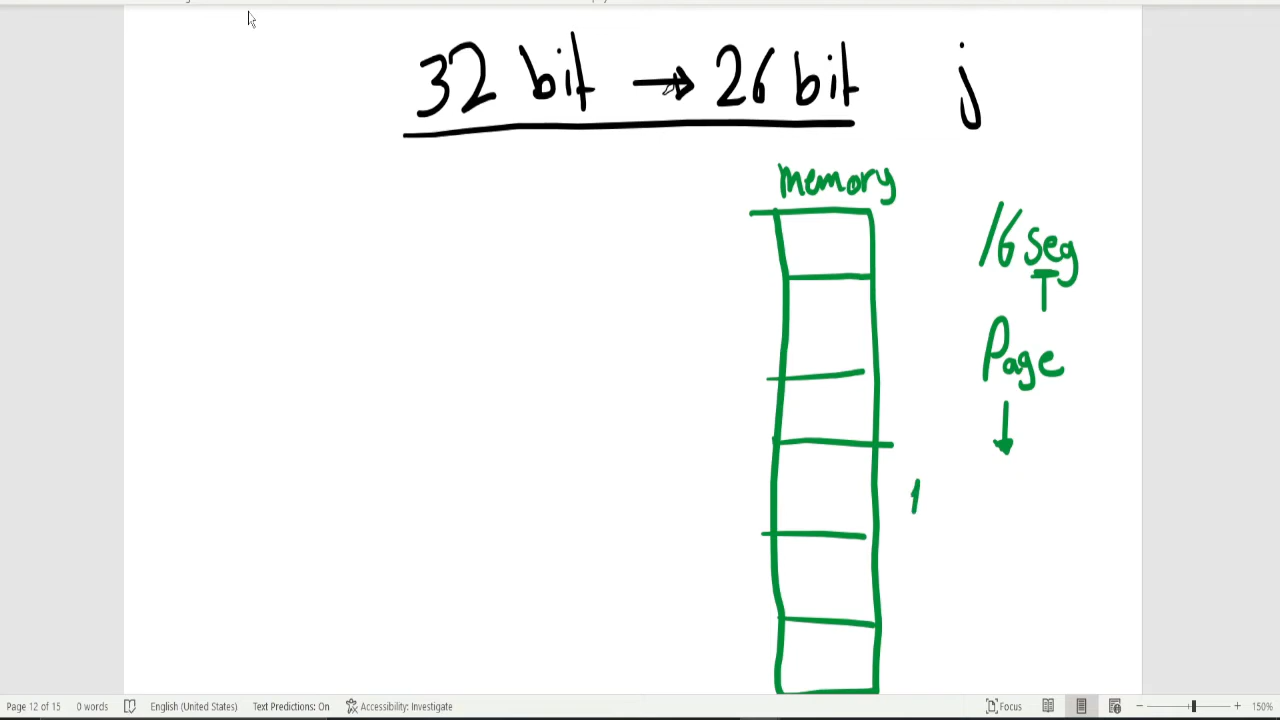 32 bit → 26 bit j
memory
16 seg
Page
1
Page 12 of 15 0 words English (United States) Text Predictions: On Accessibility: Investigate Focus 150%